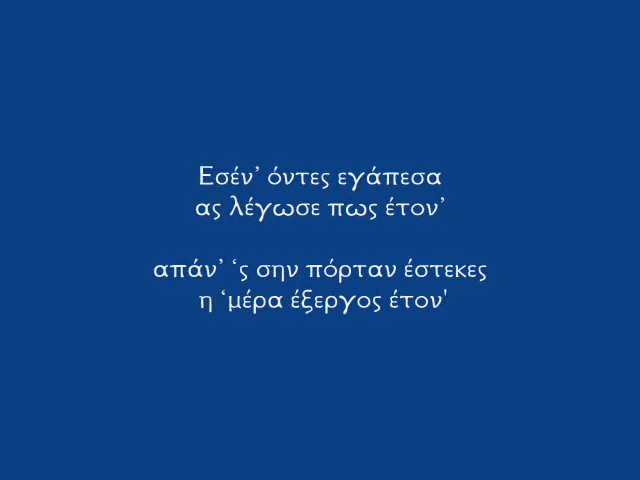 Εσέν’ όντες εγάπεσα
ας λέγωσε πως έτον’
απάν’ ‘ς σην πόρταν έστεκες
η ‘μέρα έξεργος έτον'